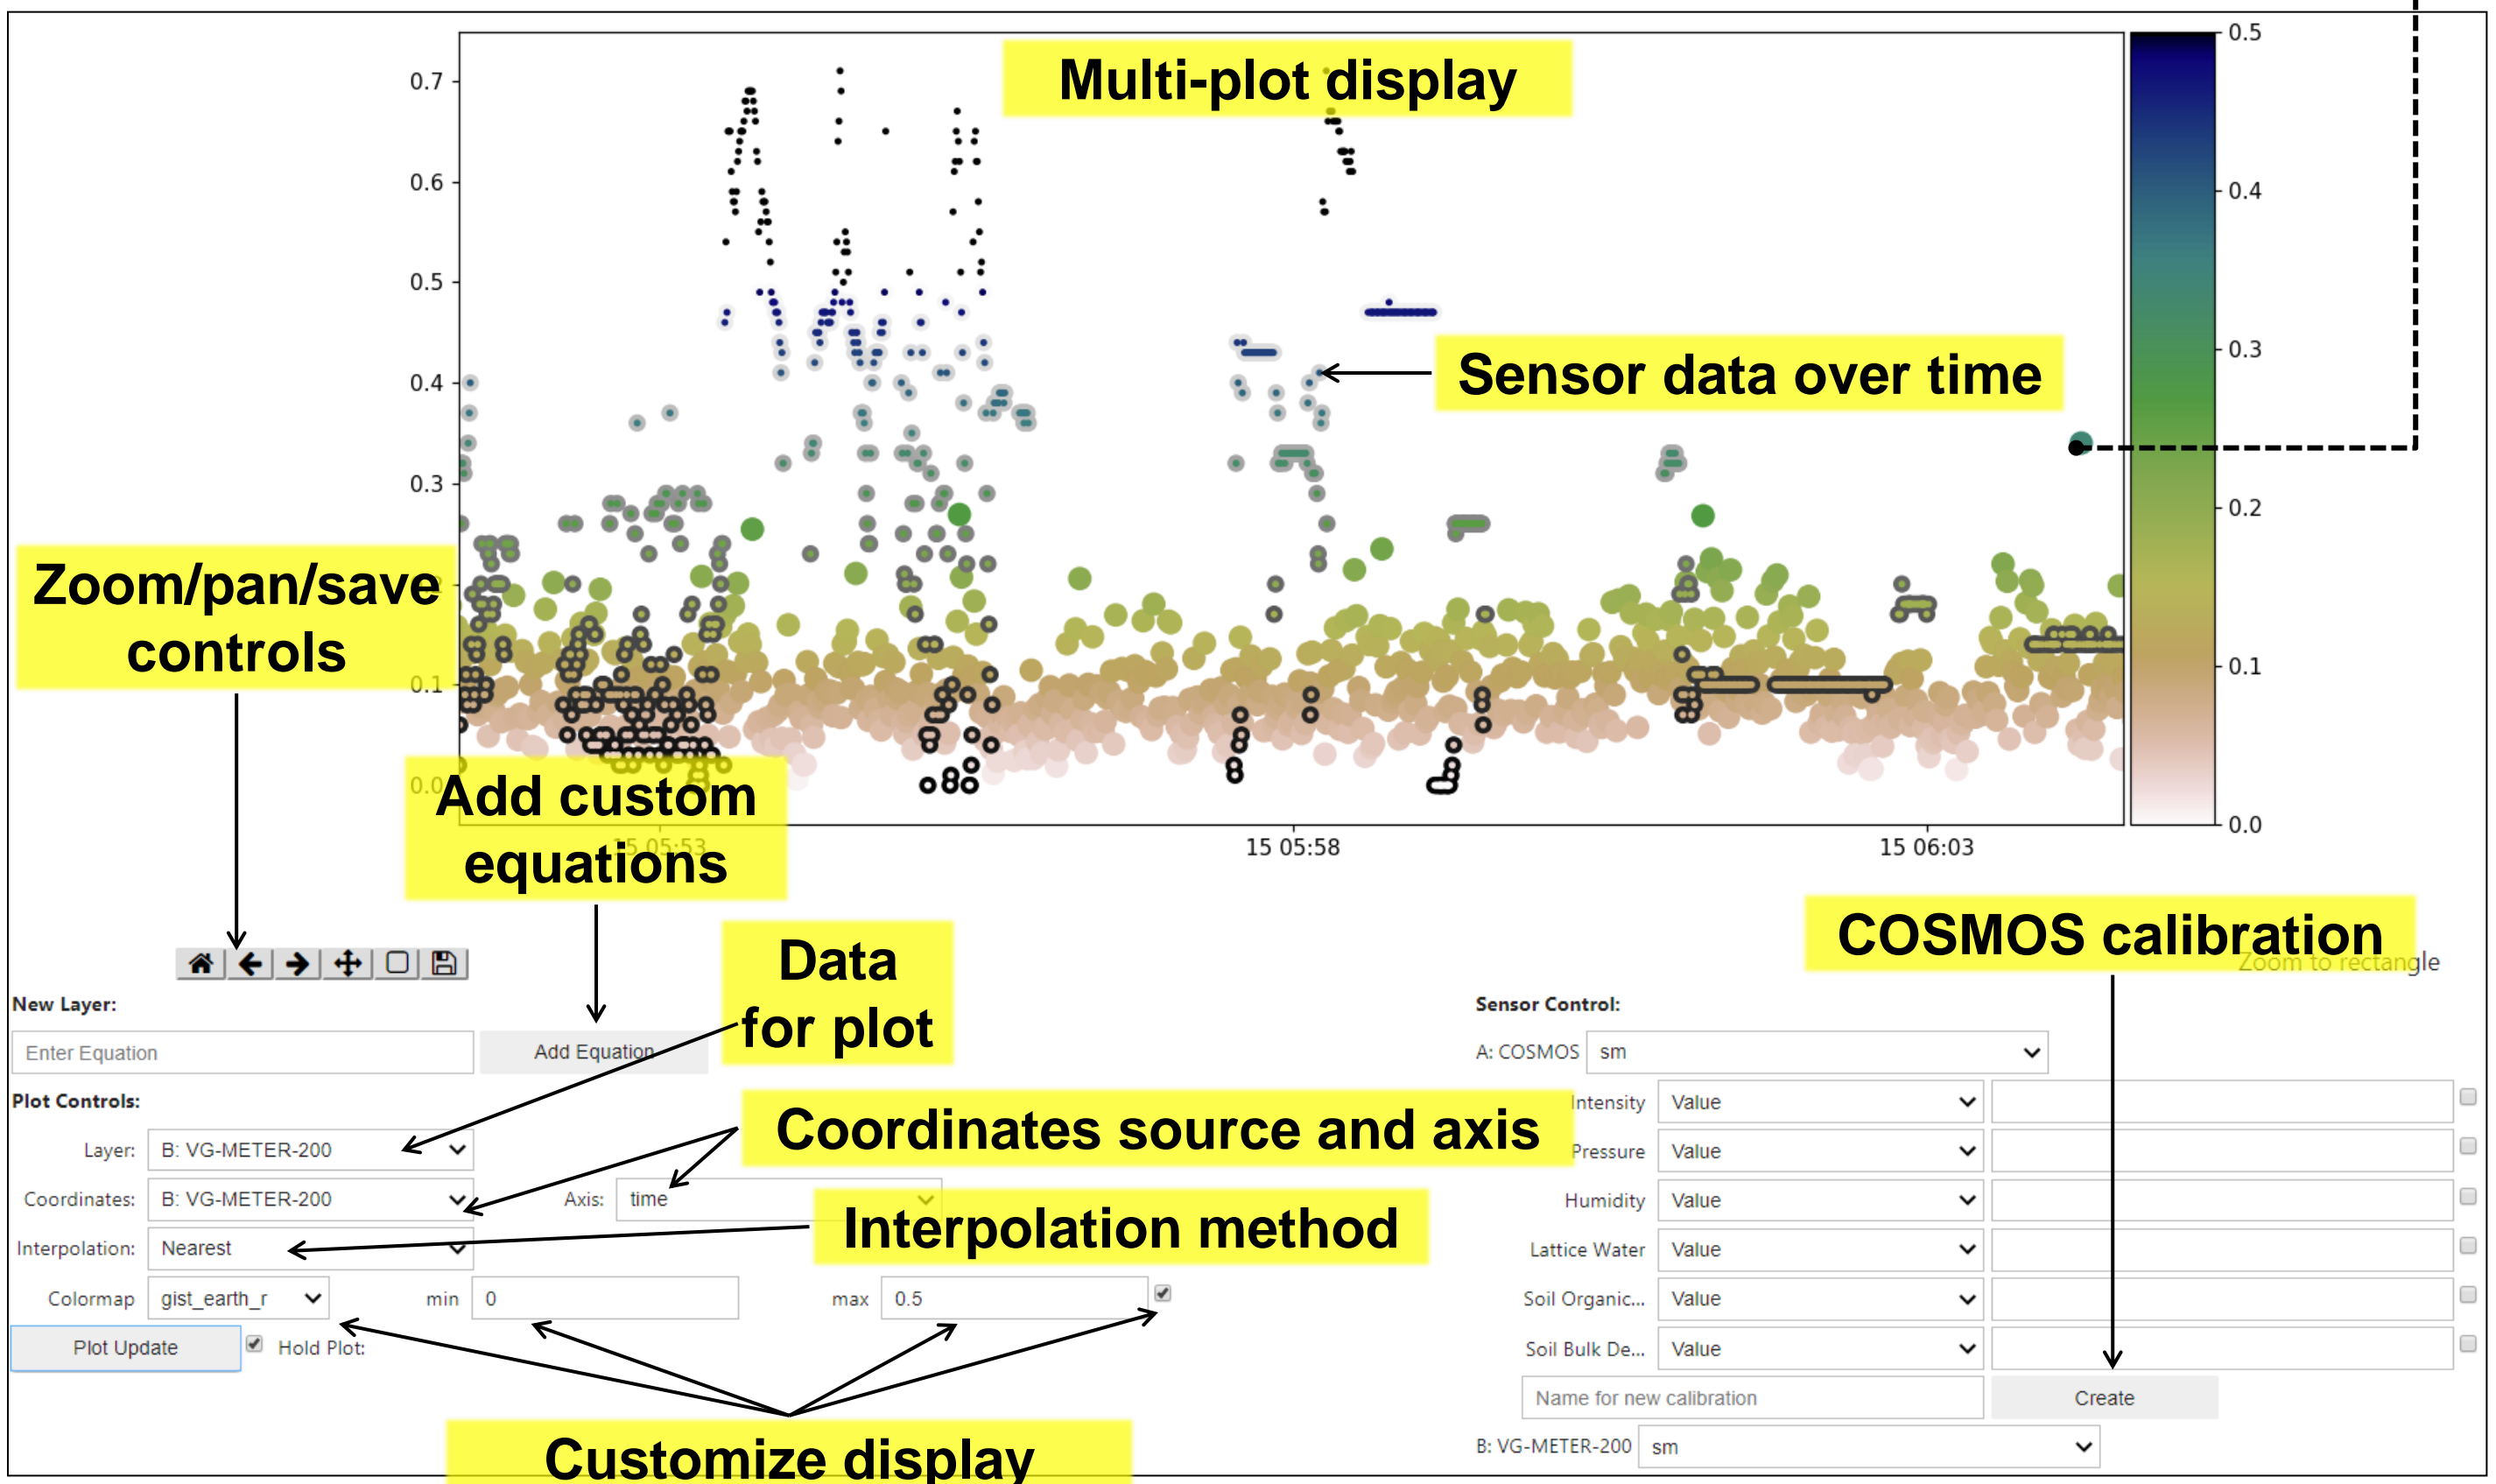 Multi-plot display
0.7
0.6
0.5
0.4
0.3
0.1
0.0
0.5
0.4
0.3
0.2
0.1
0.0
Sensor data over time
Zoom/pan/save
controls
15 05:53
15 05:58
15 06:03
Add custom
equations
Data
for plot
COSMOS calibration
Zoom to rectangle
New Layer:
Enter Equation
Add Equation
Plot Controls:
Layer:
B: VG-METER-200
Coordinates:
B: VG-METER-200
Axis:
time
Coordinates source and axis
Interpolation:
Nearest
Interpolation method
Colormap
gist_earth_r
min
0
max
0.5
Plot Update
Hold Plot:
Customize display
Sensor Control:
A: COSMOS
sm
Intensity
Value
Pressure
Value
Humidity
Value
Lattice Water
Value
Soil Organic...
Value
Soil Bulk De...
Value
Name for new calibration
Create
B: VG-METER-200
sm